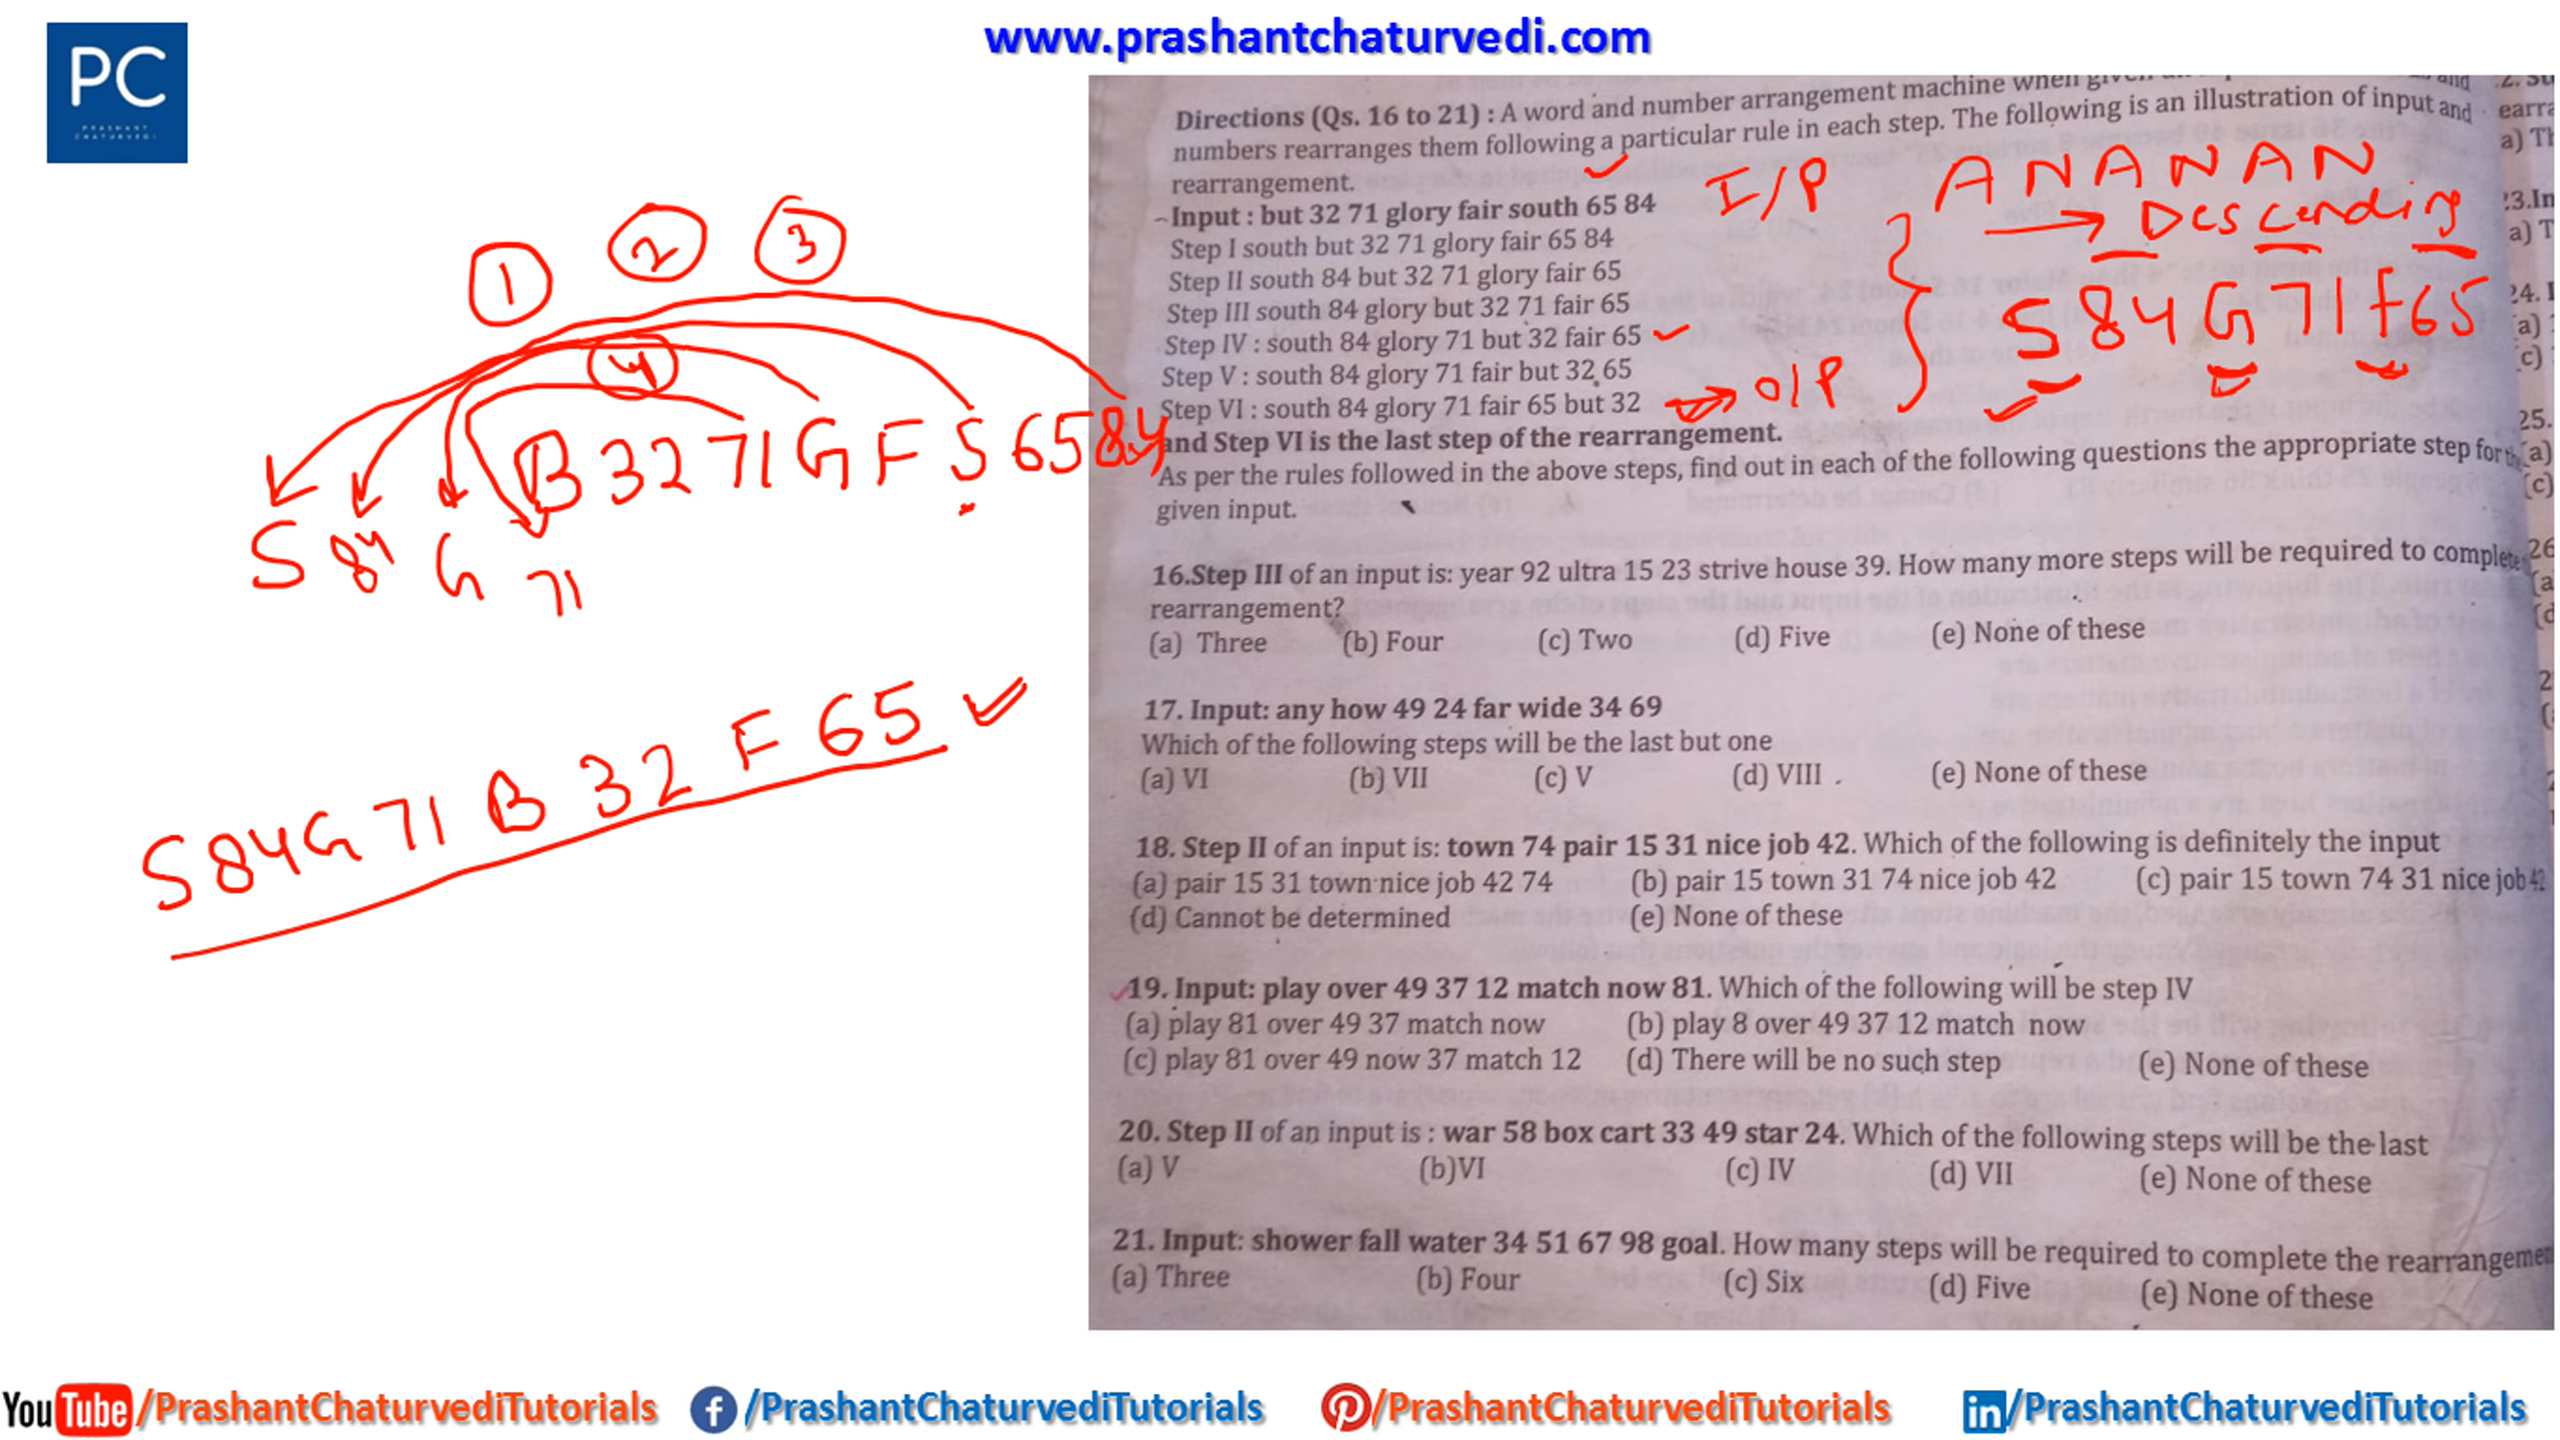 www.prashantchaturvedi.com
PC
PRASHANT
CHATURVEDI
Directions (Qs. 16 to 21) : A word and number arrangement machine when given and
numbers rearranges them following a particular rule in each step. The following is an illustration of input and
rearrangement.
Input : but 32 71 glory fair south 65 84
Step I south but 32 71 glory fair 65 84
Step II south 84 but 32 71 glory fair 65
Step III south 84 glory but 32 71 fair 65
Step IV : south 84 glory 71 but 32 fair 65
Step V : south 84 glory 71 fair but 32 65
Step VI : south 84 glory 71 fair 65 but 32
and Step VI is the last step of the rearrangement.
As per the rules followed in the above steps, find out in each of the following questions the appropriate step for the
given input.
I/P
A N A N A N
Descending
S 84 G 71 F 65
O/P
1 2 3
4
B 32 71 G F S 65 84
S 84 G 71
S 84 G 71 B 32 F 65
16.Step III of an input is: year 92 ultra 15 23 strive house 39. How many more steps will be required to complete
rearrangement?
(a) Three (b) Four (c) Two (d) Five (e) None of these
17. Input: any how 49 24 far wide 34 69
Which of the following steps will be the last but one
(a) VI (b) VII (c) V (d) VIII . (e) None of these
18. Step II of an input is: town 74 pair 15 31 nice job 42. Which of the following is definitely the input
(a) pair 15 31 town nice job 42 74 (b) pair 15 town 31 74 nice job 42 (c) pair 15 town 74 31 nice job 42
(d) Cannot be determined (e) None of these
19. Input: play over 49 37 12 match now 81. Which of the following will be step IV
(a) play 81 over 49 37 match now (b) play 8 over 49 37 12 match now
(c) play 81 over 49 now 37 match 12 (d) There will be no such step (e) None of these
20. Step II of an input is : war 58 box cart 33 49 star 24. Which of the following steps will be the last
(a) V (b)VI (c) IV (d) VII (e) None of these
21. Input: shower fall water 34 51 67 98 goal. How many steps will be required to complete the rearrangement
(a) Three (b) Four (c) Six (d) Five (e) None of these
earra
a) Th
23.In
a) T
24. I
(a)
(c)
25.
(a)
(c)
26
(a
(d
YouTube/PrashantChaturvediTutorials f/PrashantChaturvediTutorials /PrashantChaturvediTutorials in/PrashantChaturvediTutorials